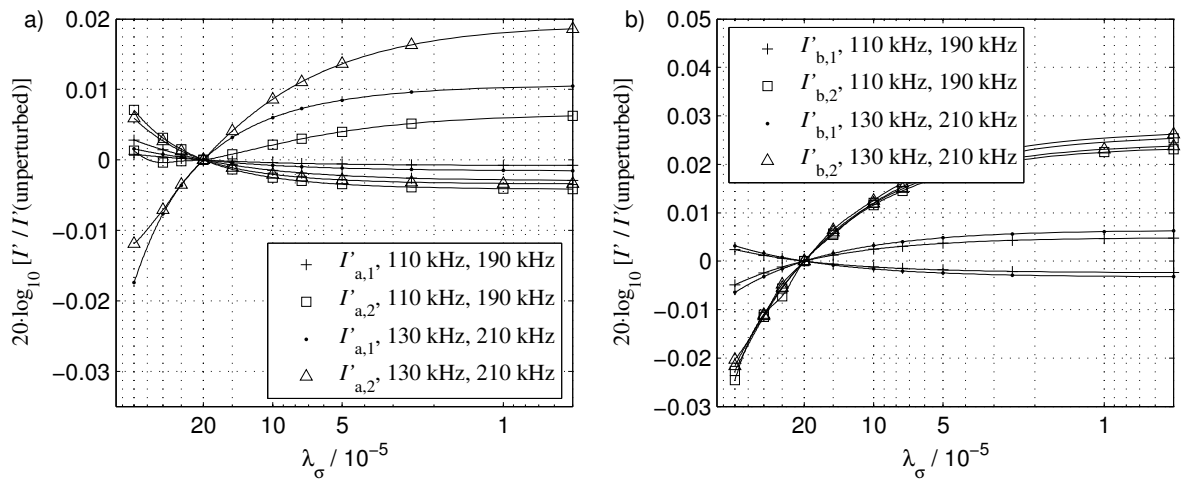 a)
20·log10 [I' / I'(unperturbed)]
0.02
0.01
0
−0.01
−0.02
−0.03
I'a,1, 110 kHz, 190 kHz
I'a,2, 110 kHz, 190 kHz
I'a,1, 130 kHz, 210 kHz
I'a,2, 130 kHz, 210 kHz
20 10 5 1
λσ / 10−5
b)
20·log10 [I' / I'(unperturbed)]
0.05
0.04
0.03
0.02
0.01
0
−0.01
−0.02
−0.03
I'b,1, 110 kHz, 190 kHz
I'b,2, 110 kHz, 190 kHz
I'b,1, 130 kHz, 210 kHz
I'b,2, 130 kHz, 210 kHz
20 10 5 1
λσ / 10−5